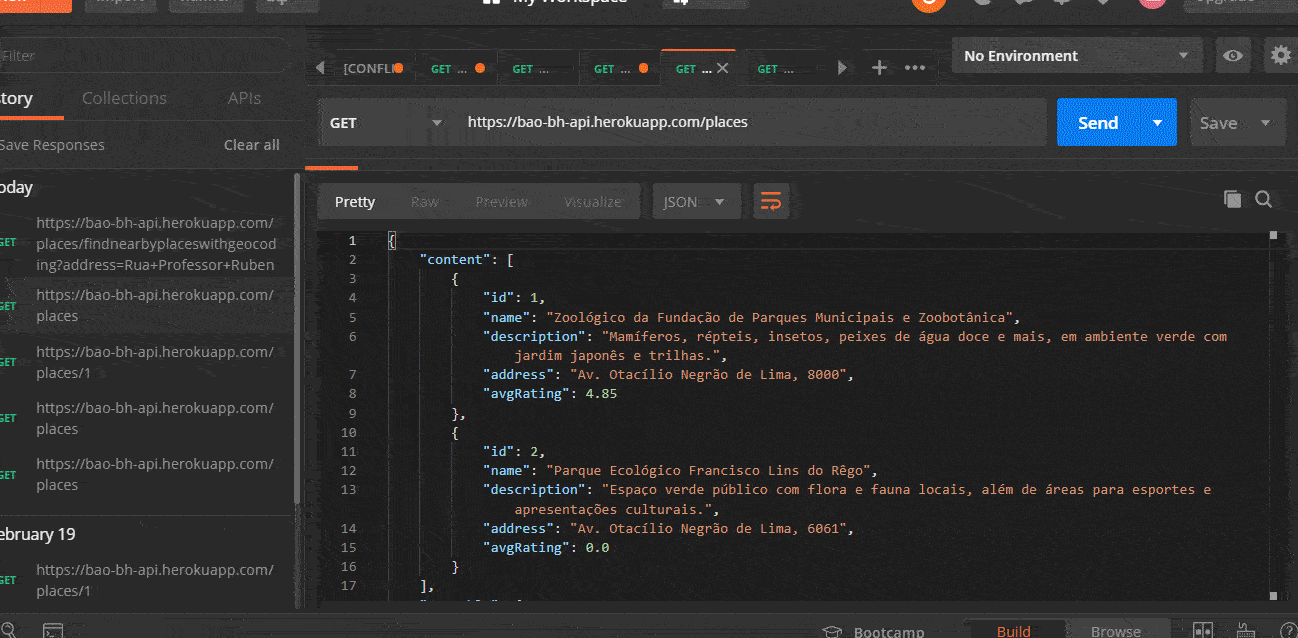 My Workspace
Upgrade
Filter
[CONFLI
GET ...
GET ...
GET ...
GET ...
GET ...
No Environment
story
Collections
APIs
GET
https://bao-bh-api.herokuapp.com/places
Send
Save
Save Responses
Clear all
oday
Pretty
Raw
Preview
Visualize
JSON
GET
https://bao-bh-api.herokuapp.com/
places/findnearbyplaceswithgeocod
ing?address=Rua+Professor+Ruben
GET
https://bao-bh-api.herokuapp.com/
places
GET
https://bao-bh-api.herokuapp.com/
places/1
GET
https://bao-bh-api.herokuapp.com/
places
GET
https://bao-bh-api.herokuapp.com/
places
ebruary 19
GET
https://bao-bh-api.herokuapp.com/
places/1
1 {
2 "content": [
3 {
4 "id": 1,
5 "name": "Zoológico da Fundação de Parques Municipais e Zoobotânica",
6 "description": "Mamíferos, répteis, insetos, peixes de água doce e mais, em ambiente verde com
jardim japonês e trilhas.",
7 "address": "Av. Otacílio Negrão de Lima, 8000",
8 "avgRating": 4.85
9 },
10 {
11 "id": 2,
12 "name": "Parque Ecológico Francisco Lins do Rêgo",
13 "description": "Espaço verde público com flora e fauna locais, além de áreas para esportes e
apresentações culturais.",
14 "address": "Av. Otacílio Negrão de Lima, 6061",
15 "avgRating": 0.0
16 }
17 ],
Bootcamp
Build
Browse